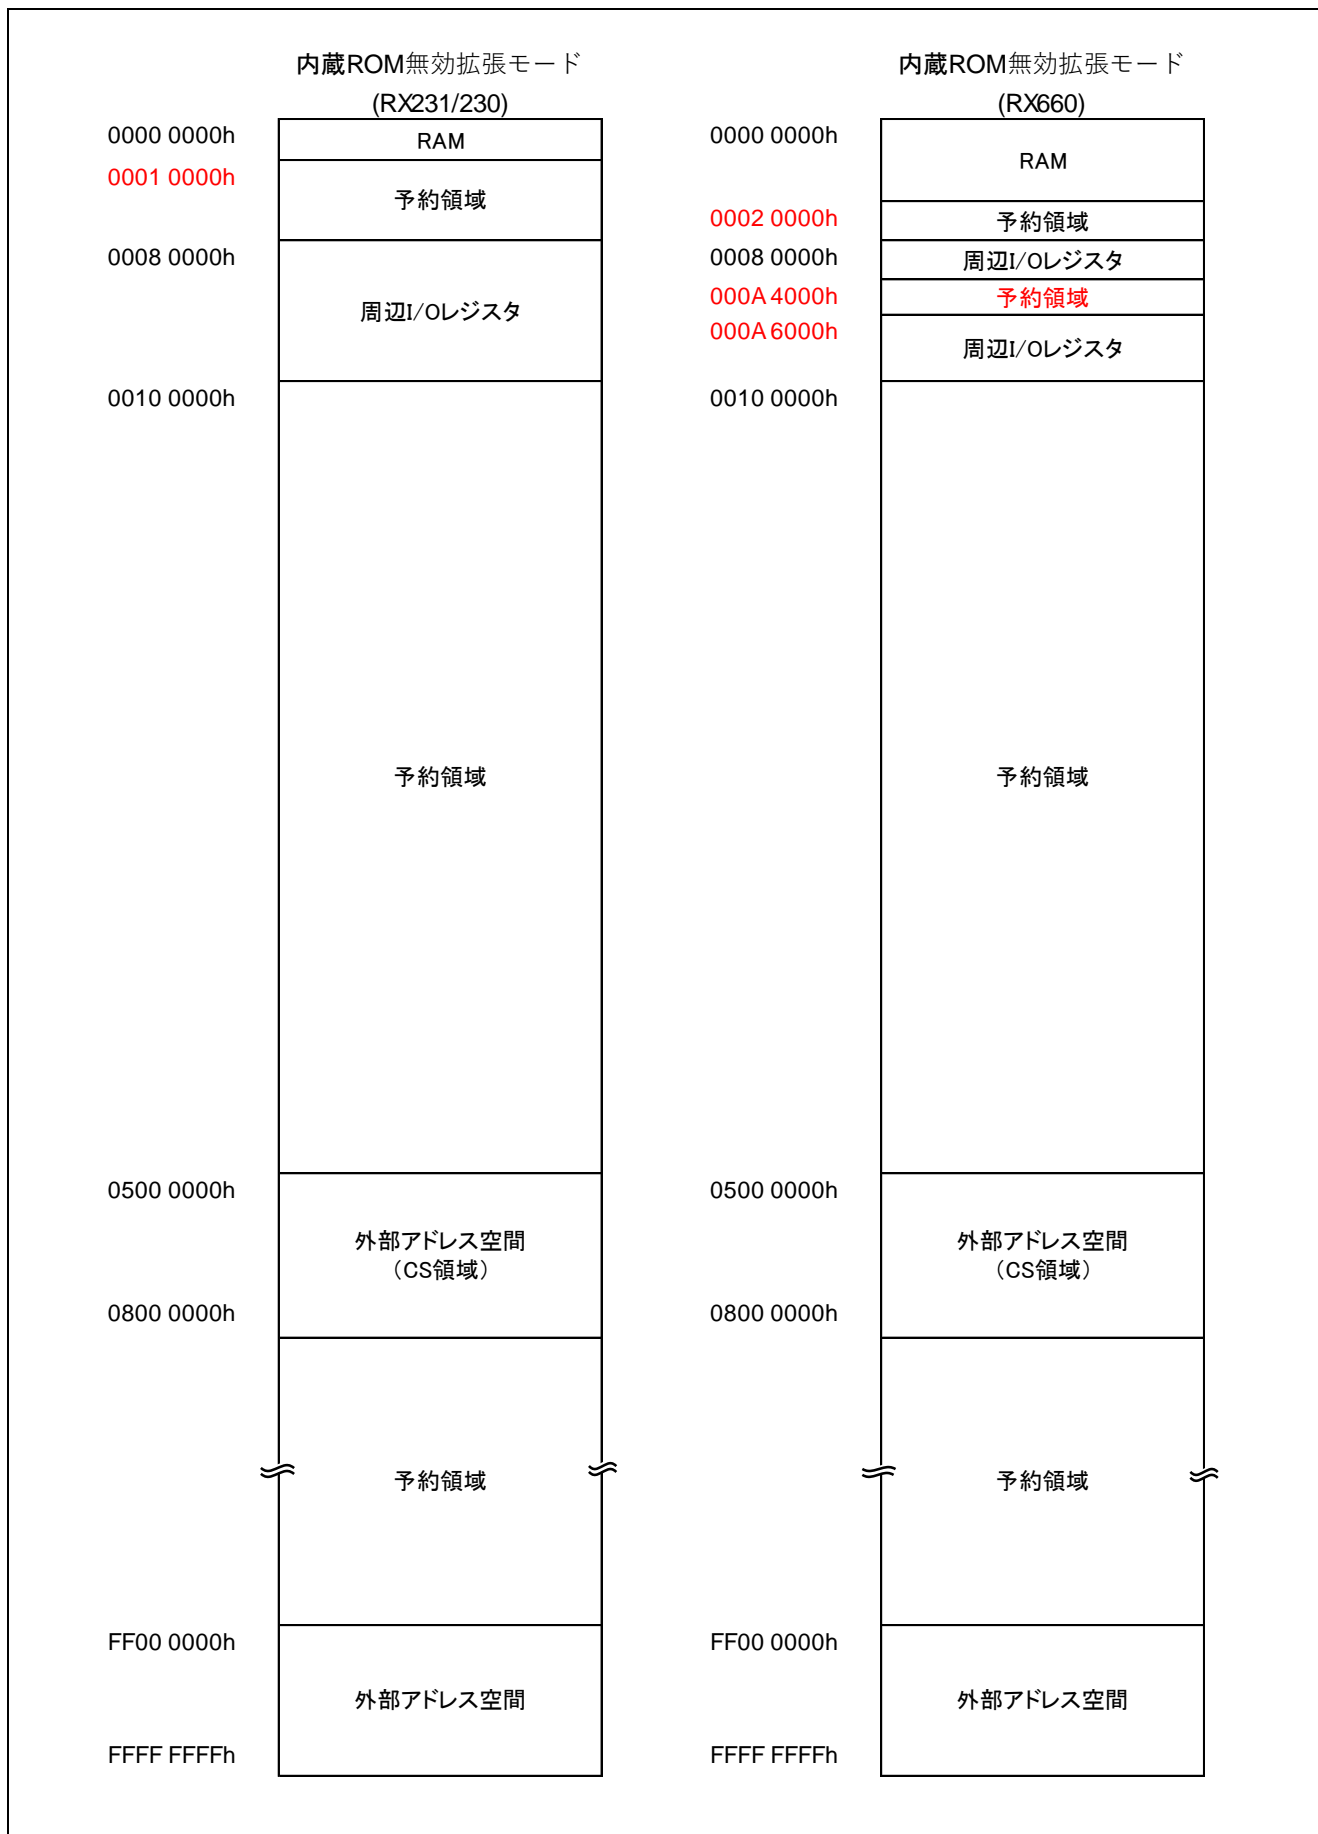 内蔵ROM無効拡張モード
(RX231/230)
0000 0000h
RAM
0001 0000h
予約領域
0008 0000h
周辺I/Oレジスタ
0010 0000h
予約領域
0500 0000h
外部アドレス空間
（CS領域）
0800 0000h
予約領域
FF00 0000h
外部アドレス空間
FFFF FFFFh
内蔵ROM無効拡張モード
(RX660)
0000 0000h
RAM
0002 0000h
予約領域
0008 0000h
周辺I/Oレジスタ
000A 4000h
予約領域
000A 6000h
周辺I/Oレジスタ
0010 0000h
予約領域
0500 0000h
外部アドレス空間
（CS領域）
0800 0000h
予約領域
FF00 0000h
外部アドレス空間
FFFF FFFFh